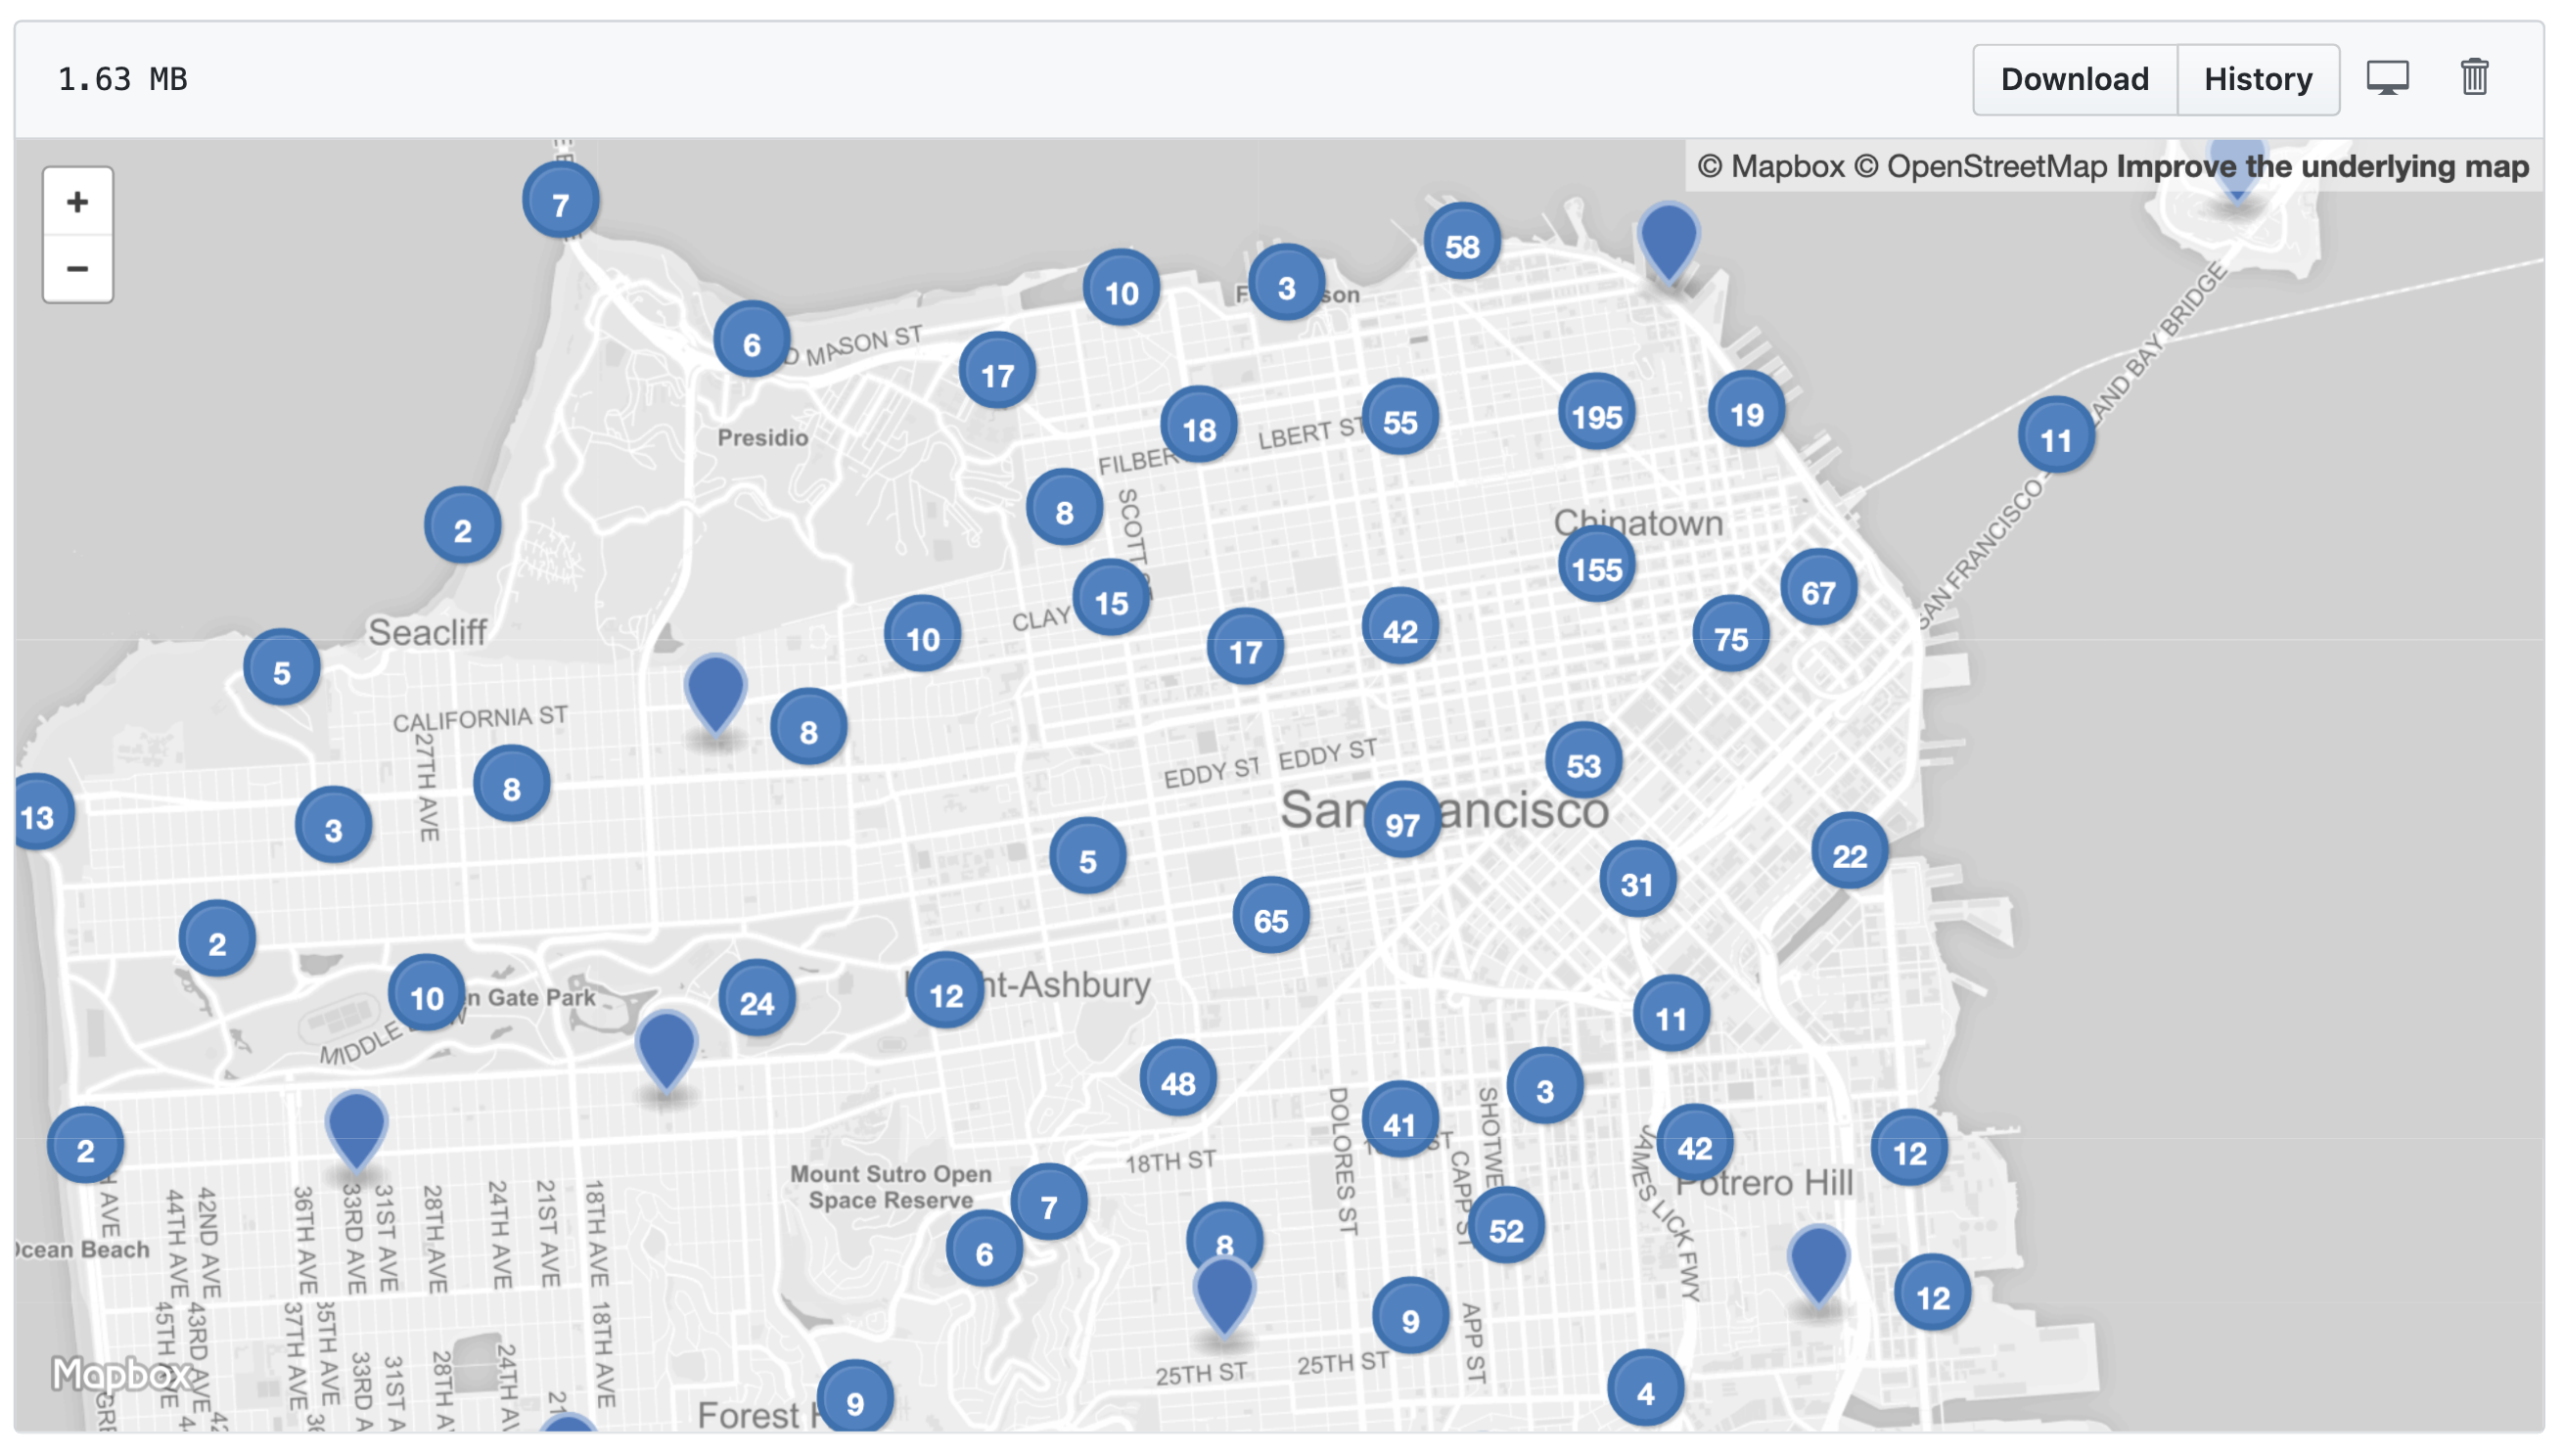 1.63 MB
Download
History
© Mapbox © OpenStreetMap Improve the underlying map
+
−
7
58
10
3
son
6
MASON ST
17
18
55
195
19
11
LAND BAY BRIDGE
Presidio
LBERT ST
FILBER
8
SCOTT
2
Chinatown
155
67
SAN FRANCISCO
15
CLAY
10
17
42
75
Seacliff
5
CALIFORNIA ST
27TH AVE
8
8
EDDY ST
EDDY ST
53
13
3
San
97
ancisco
5
22
31
65
2
10
n Gate Park
MIDDLE
24
12
nt-Ashbury
11
48
3
41
DOLORES ST
SHOTWE
CAPP ST
JAMES LICK FWY
42
12
2
18TH ST
Mount Sutro Open
Space Reserve
Potrero Hill
7
6
8
52
H AVE
44TH AVE
42ND AVE
36TH AVE
33RD AVE
31ST AVE
28TH AVE
24TH AVE
21ST AVE
18TH AVE
Ocean Beach
9
12
45TH AVE
43RD AVE
37TH AVE
35TH AVE
33RD A
31ST A
28TH A
24TH AV
21
18TH AVE
25TH ST
25TH ST
APP ST
Mapbox
GRE
Forest
9
4